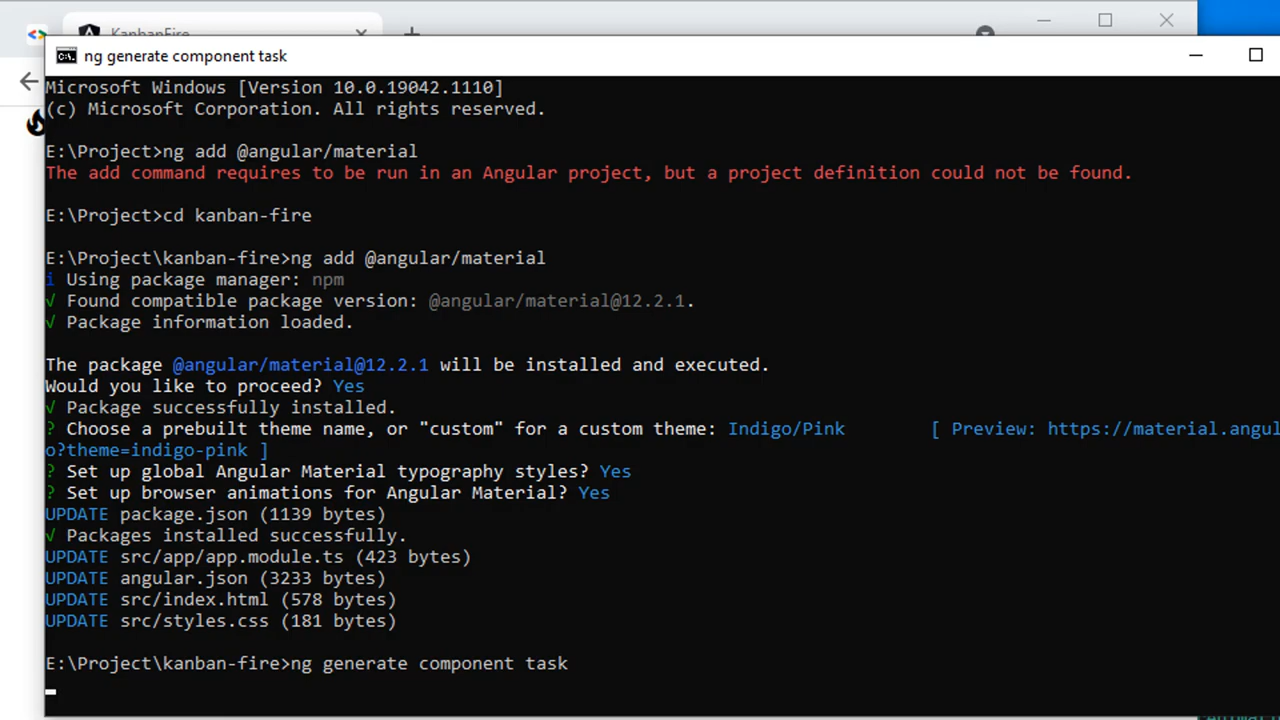 KanbanFire
ng generate component task
Microsoft Windows [Version 10.0.19042.1110]
(c) Microsoft Corporation. All rights reserved.
E:\Project>ng add @angular/material
The add command requires to be run in an Angular project, but a project definition could not be found.
E:\Project>cd kanban-fire
E:\Project\kanban-fire>ng add @angular/material
i Using package manager: npm
√ Found compatible package version: @angular/material@12.2.1.
√ Package information loaded.
The package @angular/material@12.2.1 will be installed and executed.
Would you like to proceed? Yes
√ Package successfully installed.
? Choose a prebuilt theme name, or "custom" for a custom theme: Indigo/Pink [ Preview: https://material.angul
o?theme=indigo-pink ]
? Set up global Angular Material typography styles? Yes
? Set up browser animations for Angular Material? Yes
UPDATE package.json (1139 bytes)
√ Packages installed successfully.
UPDATE src/app/app.module.ts (423 bytes)
UPDATE angular.json (3233 bytes)
UPDATE src/index.html (578 bytes)
UPDATE src/styles.css (181 bytes)
E:\Project\kanban-fire>ng generate component task